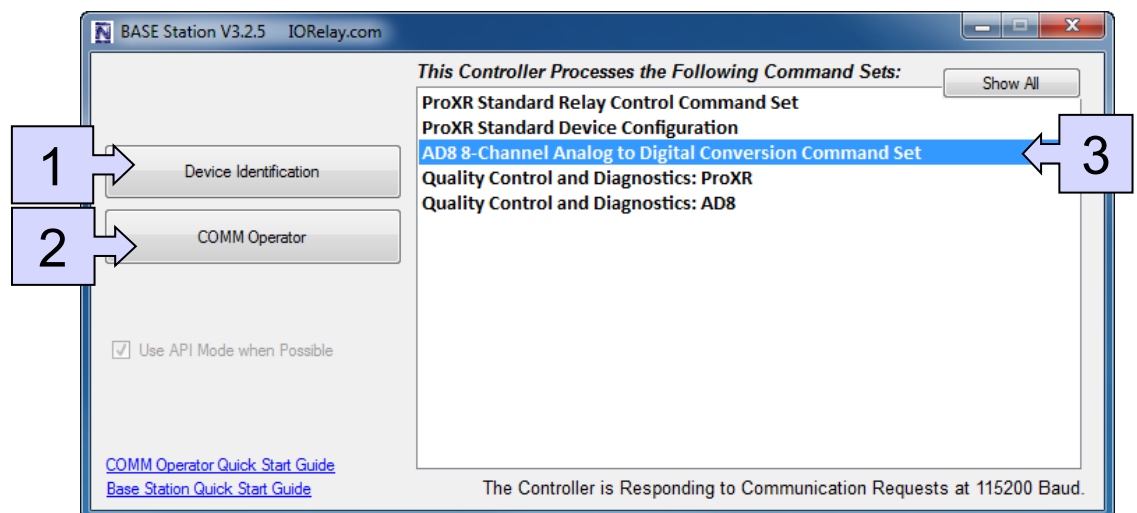 BASE Station V3.2.5 IORelay.com
This Controller Processes the Following Command Sets:
Show All
ProXR Standard Relay Control Command Set
ProXR Standard Device Configuration
AD8 8-Channel Analog to Digital Conversion Command Set
Quality Control and Diagnostics: ProXR
Quality Control and Diagnostics: AD8
1
Device Identification
2
COMM Operator
3
Use API Mode when Possible
COMM Operator Quick Start Guide
Base Station Quick Start Guide
The Controller is Responding to Communication Requests at 115200 Baud.